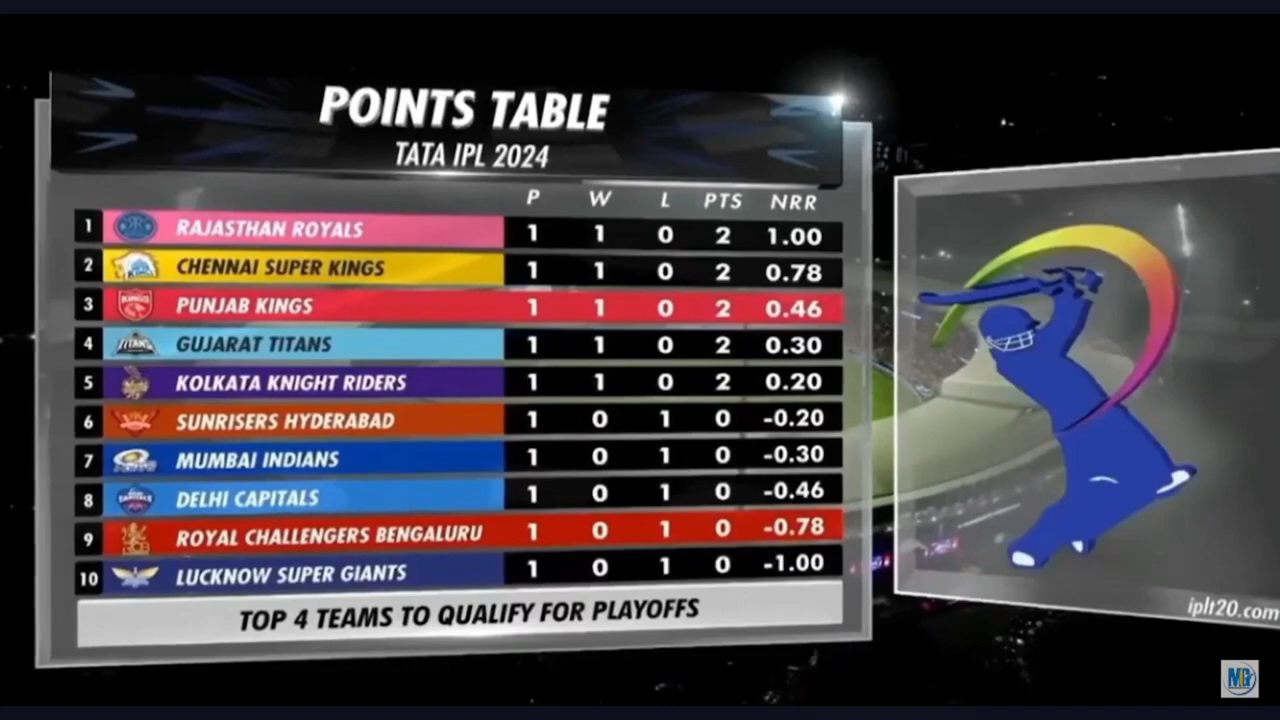 POINTS TABLE
TATA IPL 2024
P W L PTS NRR
1 RAJASTHAN ROYALS 1 1 0 2 1.00
2 CHENNAI SUPER KINGS 1 1 0 2 0.78
3 PUNJAB KINGS 1 1 0 2 0.46
4 TITANS GUJARAT TITANS 1 1 0 2 0.30
5 KOLKATA KNIGHT RIDERS 1 1 0 2 0.20
6 SUNRISERS HYDERABAD 1 0 1 0 -0.20
7 MUMBAI INDIANS 1 0 1 0 -0.30
8 CAPITALS DELHI CAPITALS 1 0 1 0 -0.46
9 ROYAL CHALLENGERS BENGALURU 1 0 1 0 -0.78
10 LUCKNOW SUPER GIANTS 1 0 1 0 -1.00
TOP 4 TEAMS TO QUALIFY FOR PLAYOFFS
iplt20.com